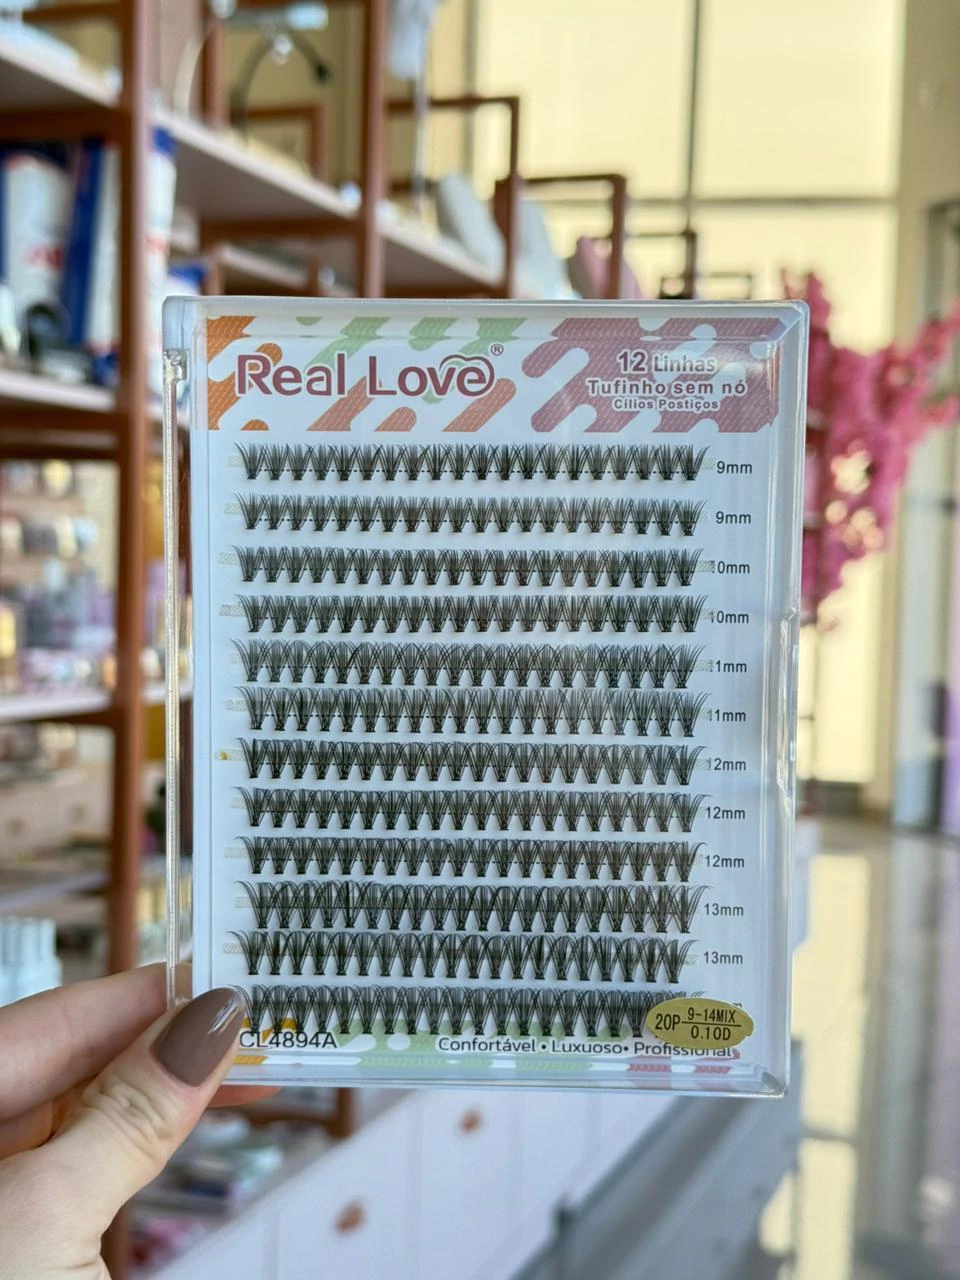 Real Love®
12 Linhas
Tufinho sem nó
Cílios Postiços
9mm
9mm
10mm
10mm
11mm
11mm
12mm
12mm
12mm
13mm
13mm
20P 9-14MIX
0.10D
CL4894A
Confortável • Luxuoso • Profissional